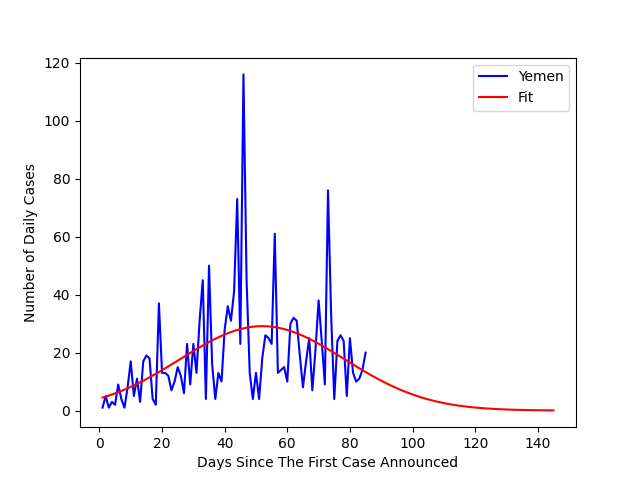 120
100
80
60
40
20
0
Number of Daily Cases
Yemen
Fit
0 20 40 60 80 100 120 140
Days Since The First Case Announced